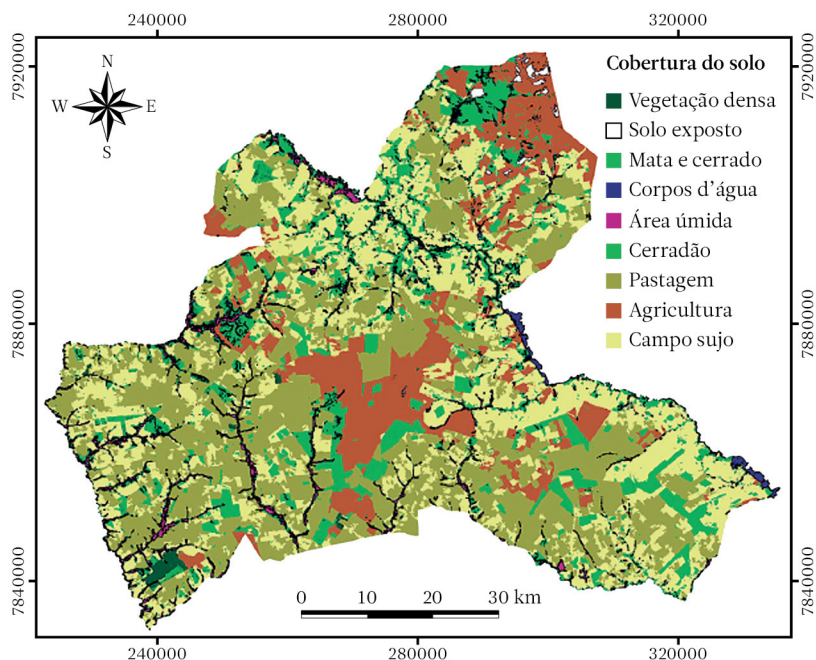 240000 280000 320000
7920000 7920000
Cobertura do solo
N
W E
S
Vegetação densa
Solo exposto
Mata e cerrado
Corpos d'água
Área úmida
Cerradão
Pastagem
Agricultura
Campo sujo
7880000 7880000
7840000 7840000
0 10 20 30 km
240000 280000 320000